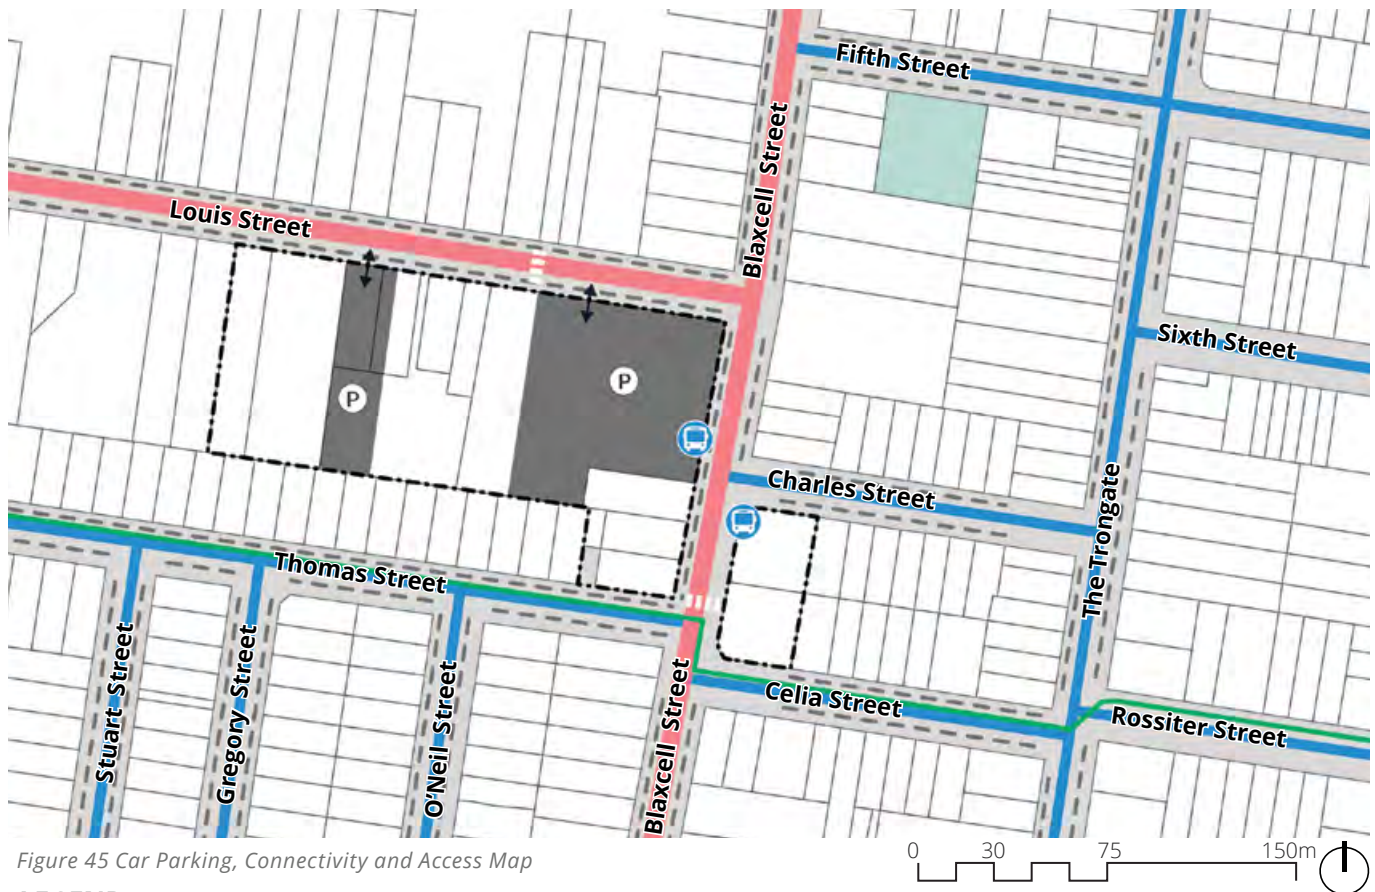 Fifth Street
Blaxcell Street
Louis Street
Sixth Street
P
P
Charles Street
The Trongate
Thomas Street
Stuart Street
Gregory Street
O'Neil Street
Blaxcell Street
Celia Street
Rossiter Street
Figure 45 Car Parking, Connectivity and Access Map
0 30 75 150m